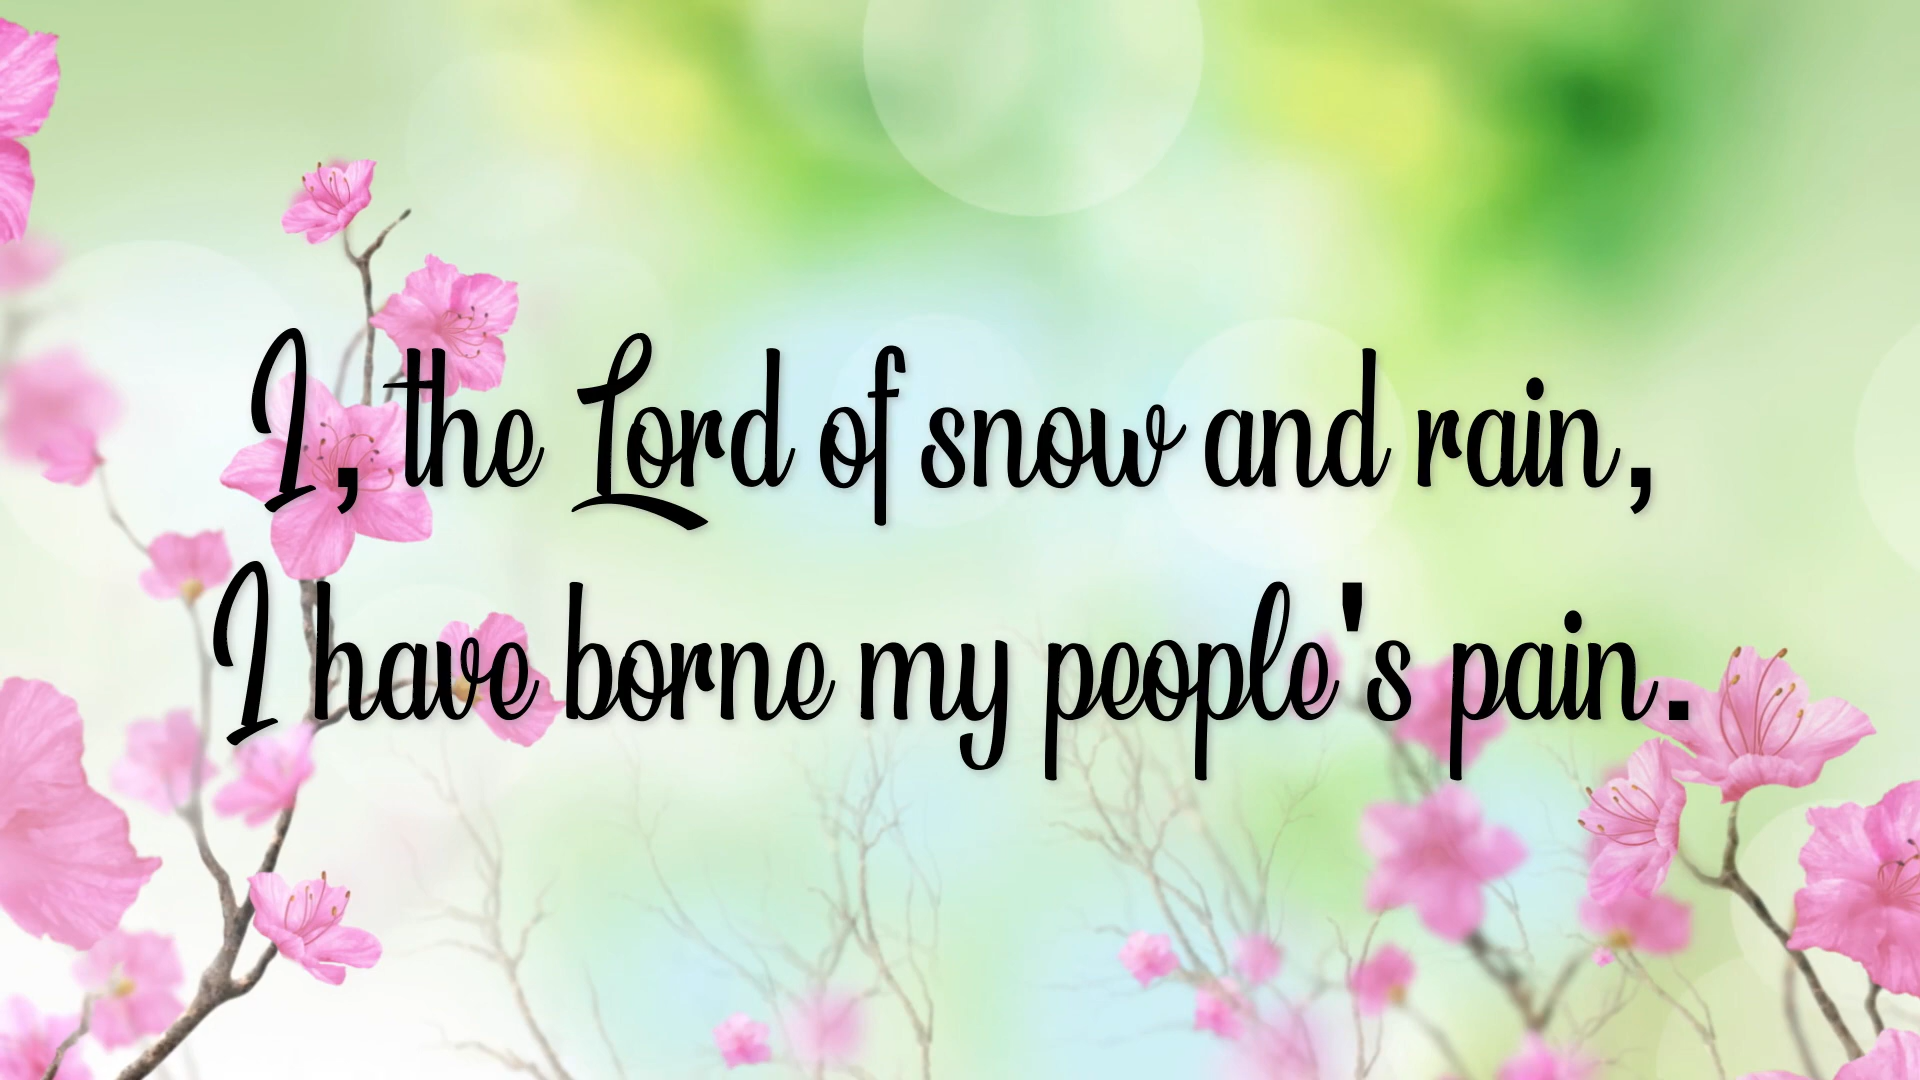 I, the Lord of snow and rain,
I have borne my people's pain.